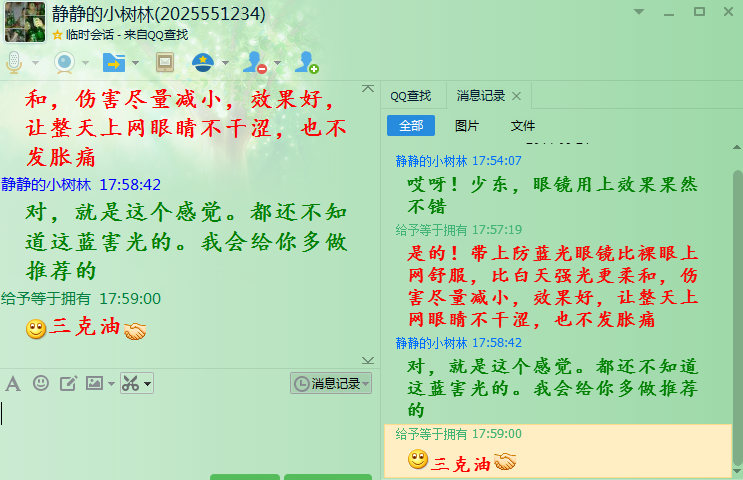 静静的小树林(2025551234)
临时会话 - 来自QQ查找
和，伤害尽量减小，效果好，
让整天上网眼睛不干涩，也不
发胀痛
静静的小树林 17:58:42
对，就是这个感觉。都还不知
道这蓝害光的。我会给你多做
推荐的
给予等于拥有 17:59:00
三克油
消息记录
QQ查找
消息记录
全部
图片
文件
静静的小树林 17:54:07
哎呀！少东，眼镜用上效果果然
不错
给予等于拥有 17:57:19
是的！带上防蓝光眼镜比裸眼上
网舒服，比白天强光更柔和，伤
害尽量减小，效果好，让整天上
网眼睛不干涩，也不发胀痛
静静的小树林 17:58:42
对，就是这个感觉。都还不知道
这蓝害光的。我会给你多做推荐
的
给予等于拥有 17:59:00
三克油